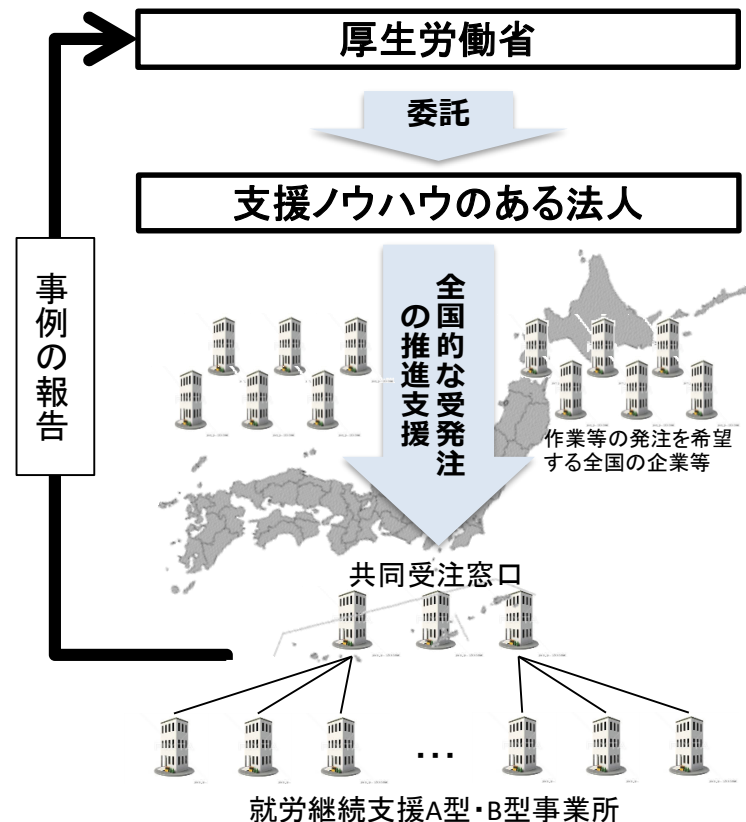 厚生労働省
委託
支援ノウハウのある法人
事例の報告
全国的な受発注
の推進支援
作業等の発注を希望
する全国の企業等
共同受注窓口
...
就労継続支援A型・B型事業所